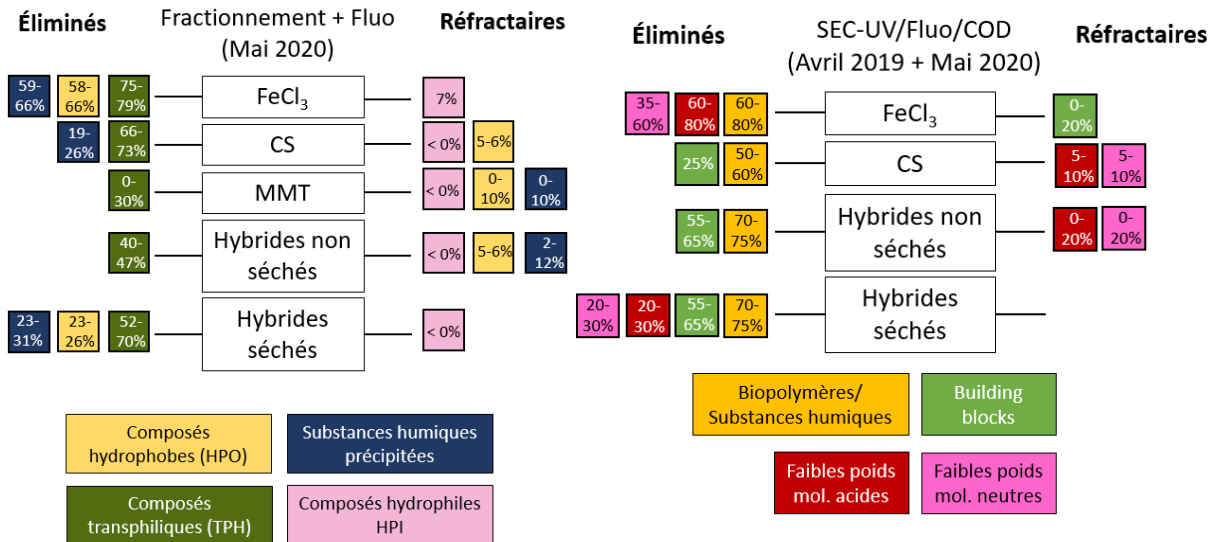 Éliminés
Fractionnement + Fluo
(Mai 2020)
Réfractaires
59-
66%
58-
66%
75-
79%
FeCl₃
7%
19-
26%
66-
73%
CS
< 0%
5-6%
0-
30%
MMT
< 0%
0-
10%
0-
10%
40-
47%
Hybrides non
séchés
< 0%
5-6%
2-
12%
23-
31%
23-
26%
52-
70%
Hybrides
séchés
< 0%
Composés
hydrophobes (HPO)
Substances humiques
précipitées
Composés
transphiliques (TPH)
Composés hydrophiles
HPI
Éliminés
SEC-UV/Fluo/COD
(Avril 2019 + Mai 2020)
Réfractaires
35-
60%
60-
80%
60-
80%
FeCl₃
0-
20%
25%
50-
60%
CS
5-
10%
5-
10%
55-
65%
70-
75%
Hybrides non
séchés
0-
20%
0-
20%
20-
30%
20-
30%
55-
65%
70-
75%
Hybrides
séchés
Biopolymères/
Substances humiques
Building
blocks
Faibles poids
mol. acides
Faibles poids
mol. neutres